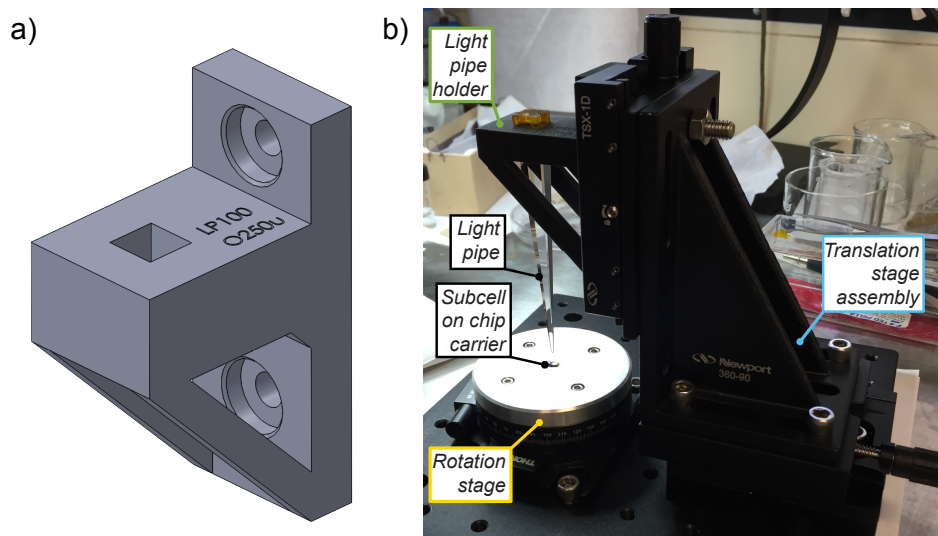 a)
LP100
O250u
b)
Light
pipe
holder
TSX-1D
Light
pipe
Subcell
on chip
carrier
Translation
stage
assembly
Newport
360-90
Rotation
stage